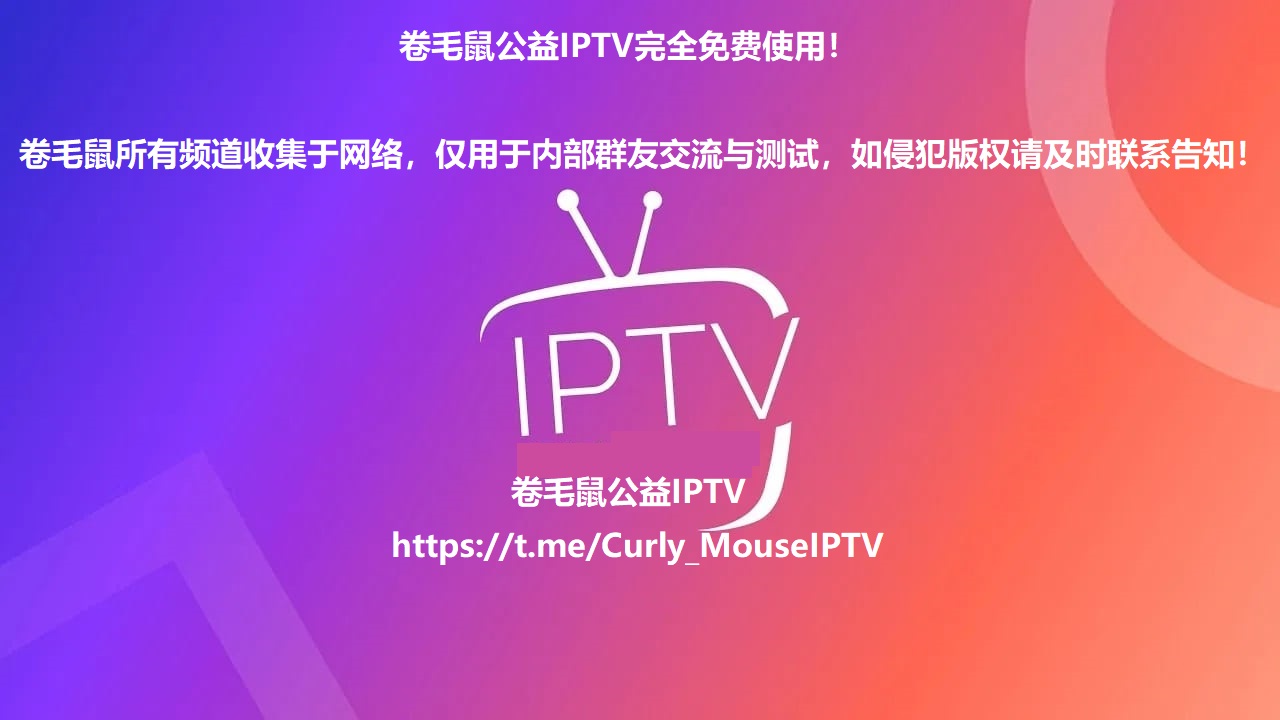 卷毛鼠公益IPTV完全免费使用！
卷毛鼠所有频道收集于网络，仅用于内部群友交流与测试，如侵犯版权请及时联系告知！
IPTV
卷毛鼠公益IPTV
https://t.me/Curly_MouseIPTV